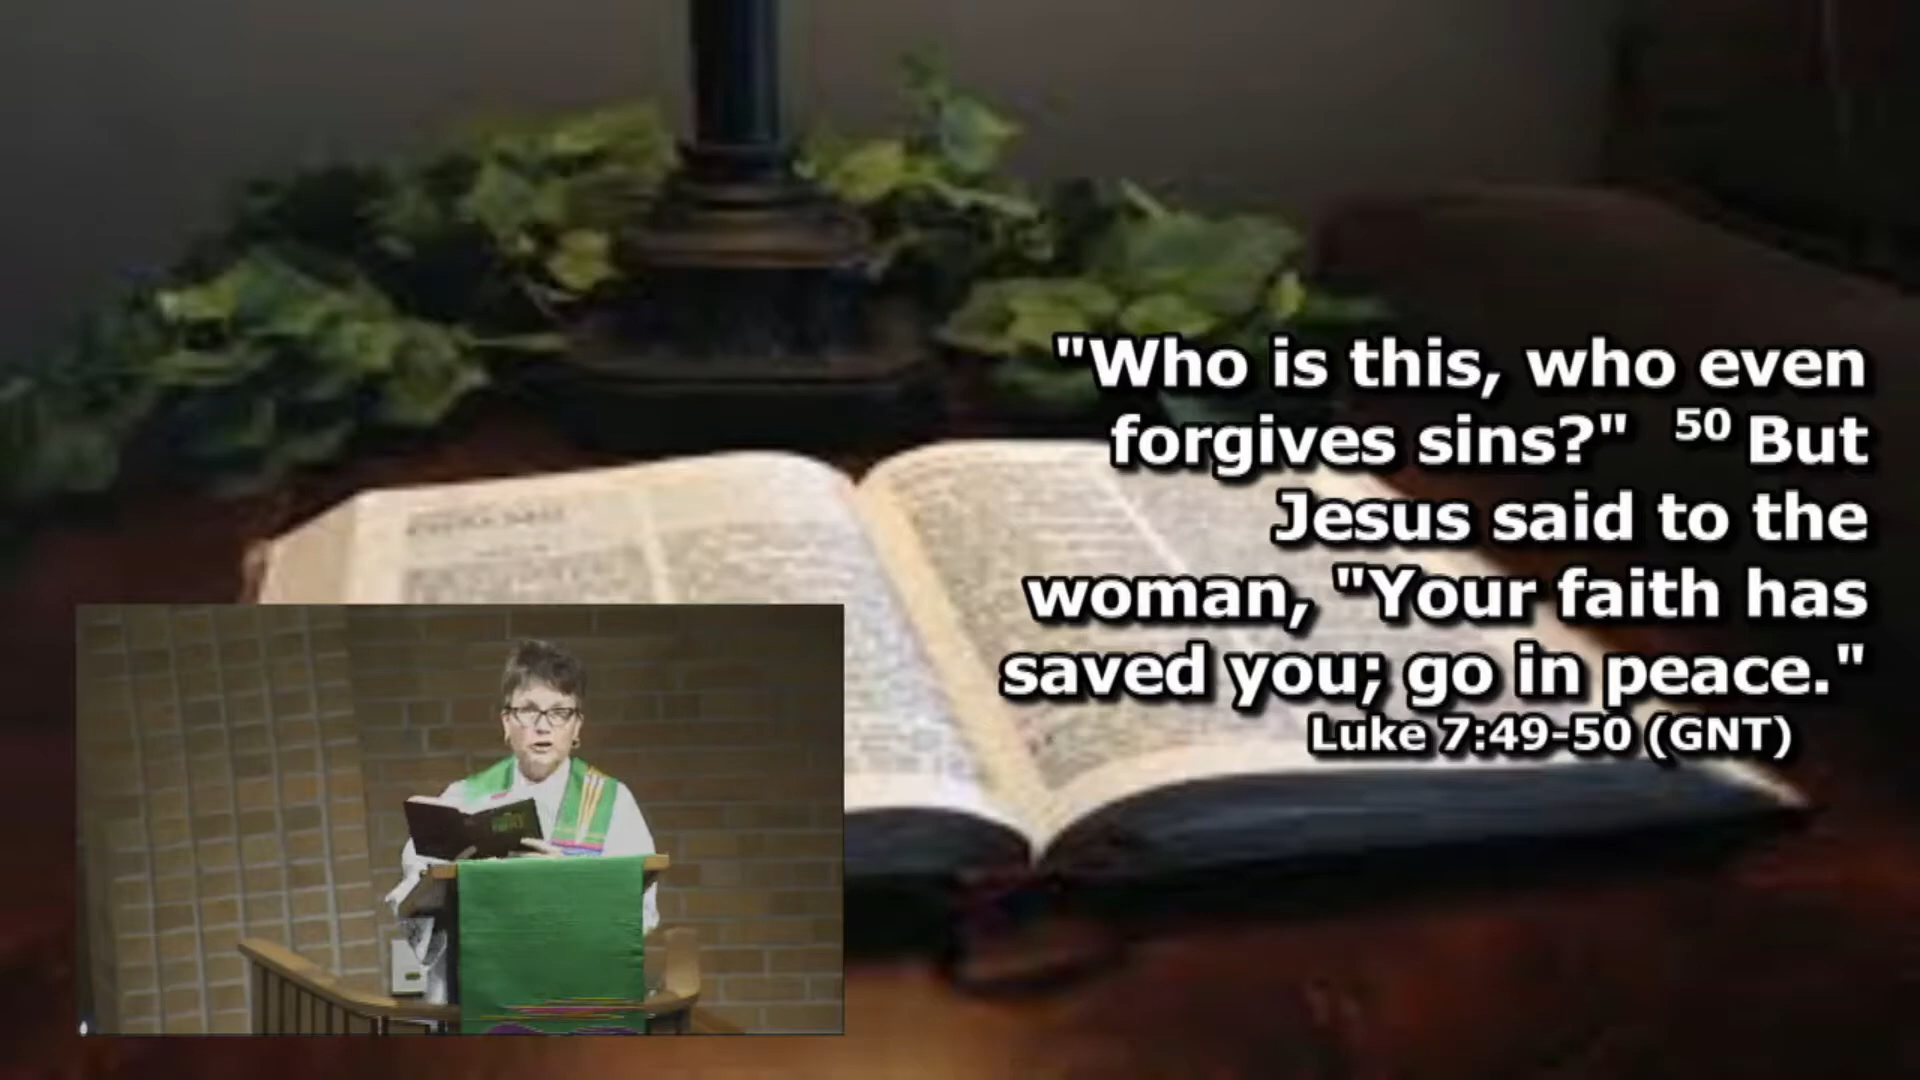 "Who is this, who even
forgives sins?" 50 But
Jesus said to the
woman, "Your faith has
saved you; go in peace."
Luke 7:49-50 (GNT)